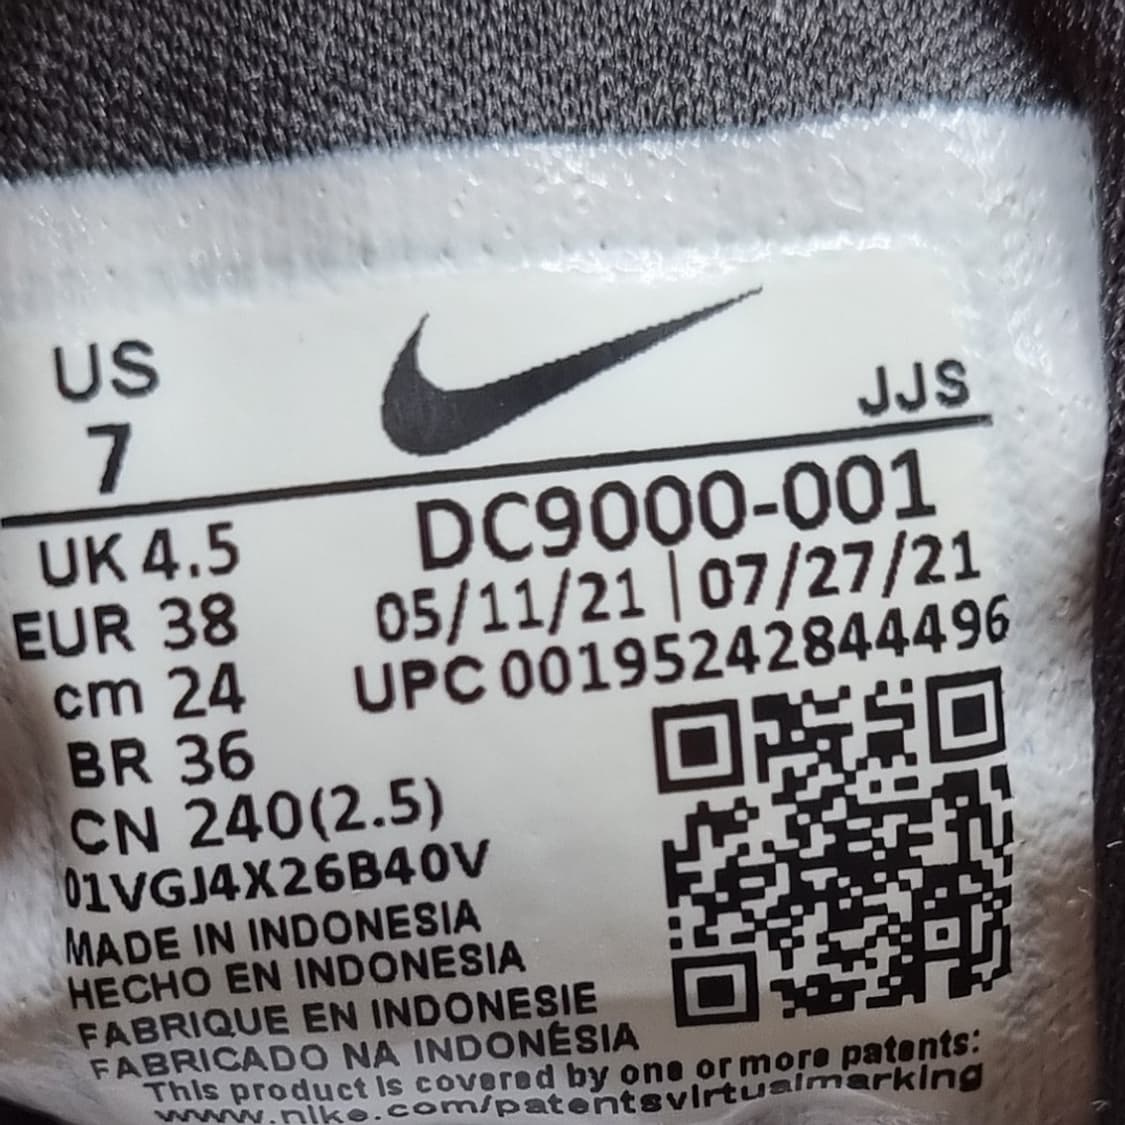 US
7
JJS
UK 4.5
EUR 38
cm 24
BR 36
CN 240(2.5)
DC9000-001
05/11/21 | 07/27/21
UPC 00195242844496
01VGJ4X26B40V
MADE IN INDONESIA
HECHO EN INDONESIA
FABRIQUE EN INDONESIE
FABRICADO NA INDONÉSIA
This product is covered by one or more patents:
www.nike.com/patentsvirtualmarking